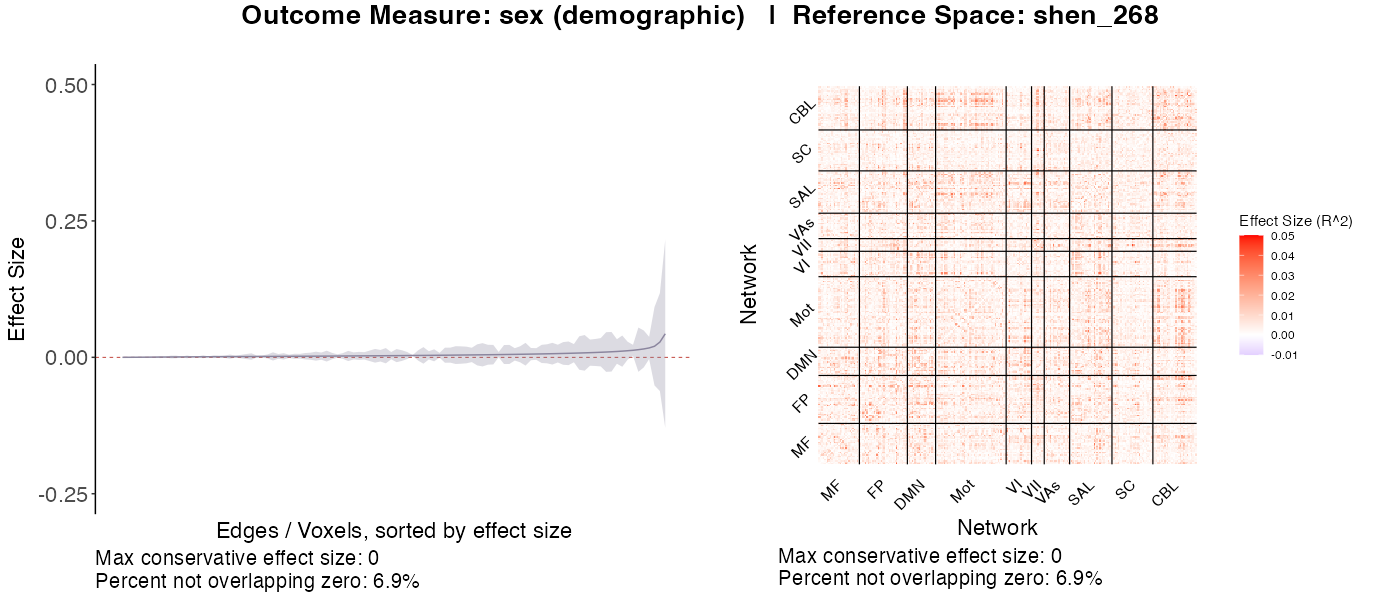 Outcome Measure: sex (demographic) | Reference Space: shen_268
0.50
0.25
0.00
-0.25
Effect Size
Edges / Voxels, sorted by effect size
Max conservative effect size: 0
Percent not overlapping zero: 6.9%
CBL
SC
SAL
VAs
VII
VI
Mot
DMN
FP
MF
Network
MF
FP
DMN
Mot
VI
VII
VAs
SAL
SC
CBL
Network
Max conservative effect size: 0
Percent not overlapping zero: 6.9%
Effect Size (R^2)
0.05
0.04
0.03
0.02
0.01
0.00
-0.01